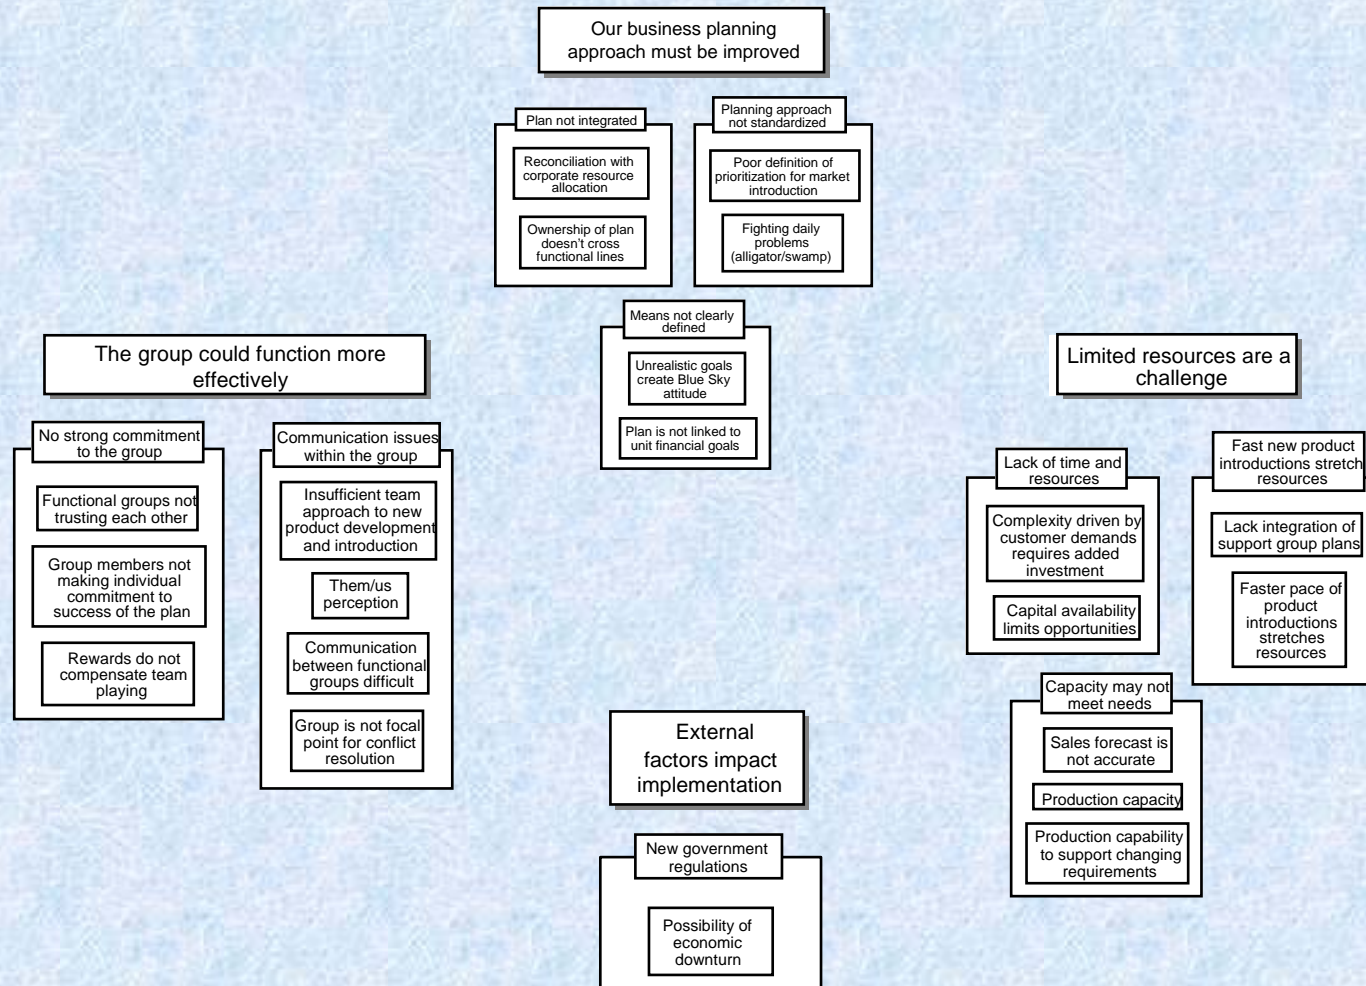 Our business planning
approach must be improved
Plan not integrated
Reconciliation with
corporate resource
allocation
Ownership of plan
doesn't cross
functional lines
Planning approach
not standardized
Poor definition of
prioritization for market
introduction
Fighting daily
problems
(alligator/swamp)
Means not clearly
defined
Unrealistic goals
create Blue Sky
attitude
Plan is not linked to
unit financial goals
The group could function more
effectively
No strong commitment
to the group
Functional groups not
trusting each other
Group members not
making individual
commitment to
success of the plan
Rewards do not
compensate team
playing
Communication issues
within the group
Insufficient team
approach to new
product development
and introduction
Them/us
perception
Communication
between functional
groups difficult
Group is not focal
point for conflict
resolution
Limited resources are a
challenge
Lack of time and
resources
Complexity driven by
customer demands
requires added
investment
Capital availability
limits opportunities
Fast new product
introductions stretch
resources
Lack integration of
support group plans
Faster pace of
product
introductions
stretches
resources
Capacity may not
meet needs
Sales forecast is
not accurate
Production capacity
Production capability
to support changing
requirements
External
factors impact
implementation
New government
regulations
Possibility of
economic
downturn